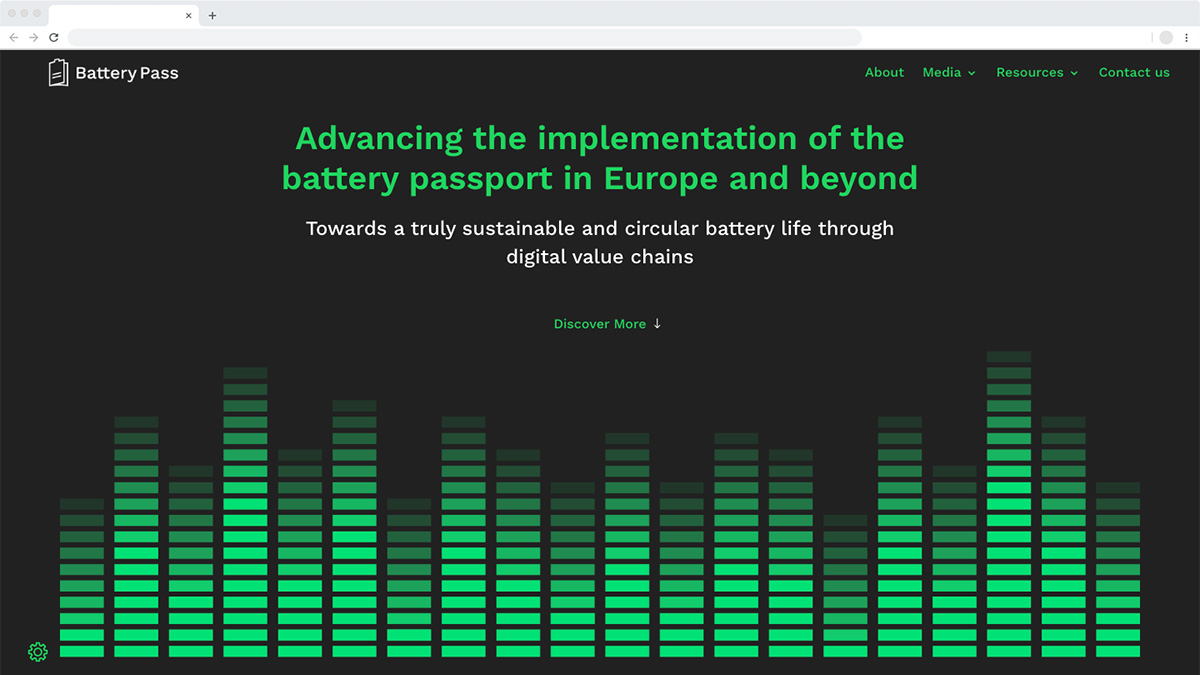 Battery Pass
About
Media
Resources
Contact us
Advancing the implementation of the
battery passport in Europe and beyond
Towards a truly sustainable and circular battery life through
digital value chains
Discover More ↓